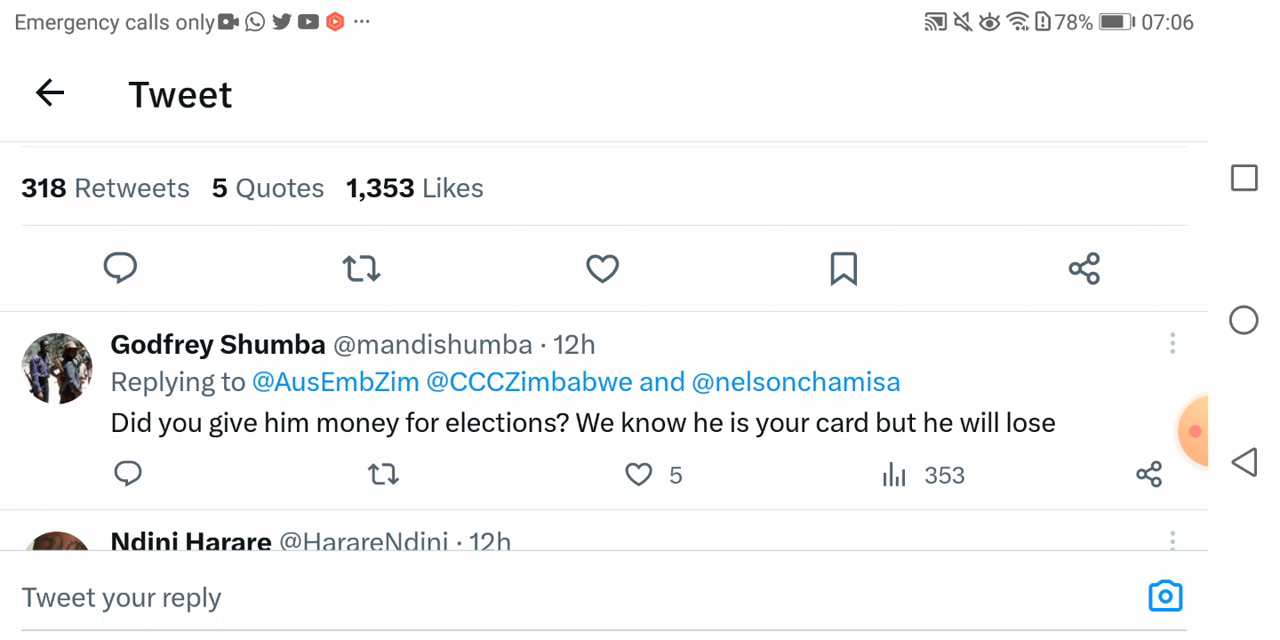 Emergency calls only ... 78% 07:06
Tweet
318 Retweets 5 Quotes 1,353 Likes
Godfrey Shumba @mandishumba · 12h
Replying to @AusEmbZim @CCCZimbabwe and @nelsonchamisa
Did you give him money for elections? We know he is your card but he will lose
5 353
Ndini Harare @HarareNdini · 12h
Tweet your reply